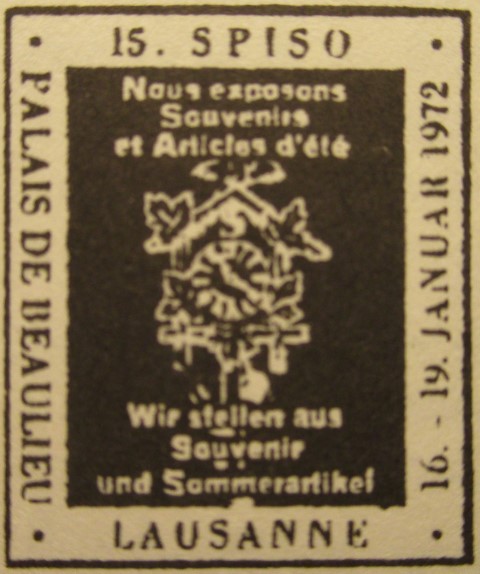 15. SPISO
Nous exposons
Souvenirs
et Articles d'été
Wir stellen aus
Souvenir
und Sommerartikel
LAUSANNE
PALAIS DE BEAULIEU
16. - 19. JANUAR 1972